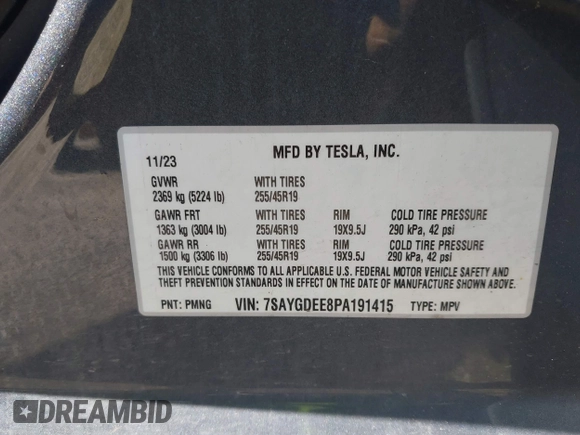 11/23 MFD BY TESLA, INC.
GVWR WITH TIRES
2369 kg (5224 lb) 255/45R19
GAWR FRT WITH TIRES RIM COLD TIRE PRESSURE
1363 kg (3004 lb) 255/45R19 19X9.5J 290 kPa, 42 psi
GAWR RR WITH TIRES RIM COLD TIRE PRESSURE
1500 kg (3306 lb) 255/45R19 19X9.5J 290 kPa, 42 psi
THIS VEHICLE CONFORMS TO ALL APPLICABLE U.S. FEDERAL MOTOR VEHICLE SAFETY AND
THEFT PREVENTION STANDARDS IN EFFECT ON THE DATE OF MANUFACTURE SHOWN ABOVE.
PNT: PMNG VIN: 7SAYGDEE8PA191415 TYPE: MPV
DREAMBID